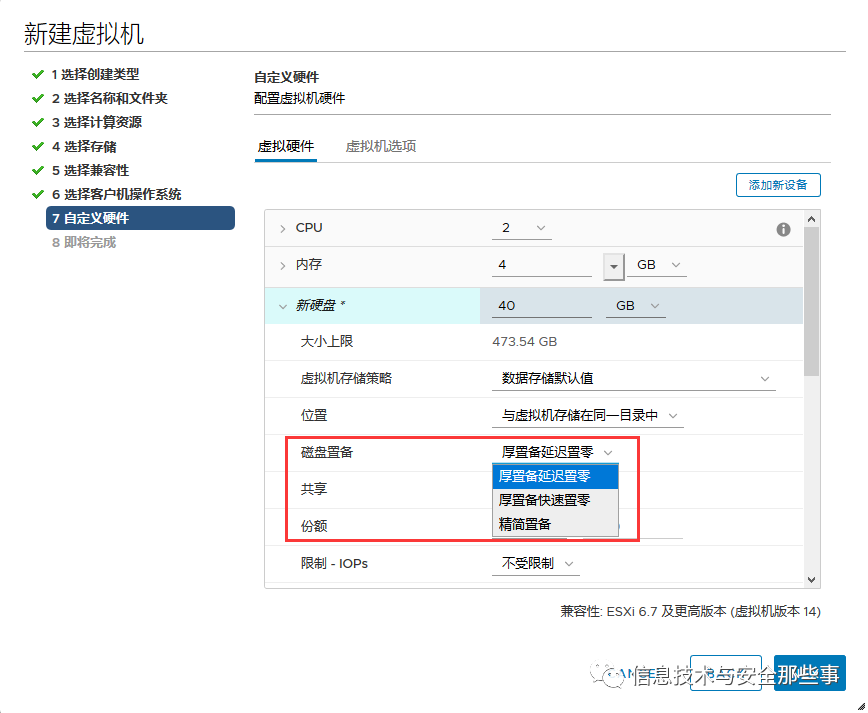 新建虚拟机
1 选择创建类型
2 选择名称和文件夹
3 选择计算资源
4 选择存储
5 选择兼容性
6 选择客户机操作系统
7 自定义硬件
8 即将完成
自定义硬件
配置虚拟机硬件
虚拟硬件 虚拟机选项
添加新设备
CPU 2
内存 4 GB
新硬盘 * 40 GB
大小上限 473.54 GB
虚拟机存储策略 数据存储默认值
位置 与虚拟机存储在同一目录中
磁盘置备 厚置备延迟置零
厚置备延迟置零
共享
厚置备快速置零
份额
精简置备
限制 - IOPs 不受限制
兼容性: ESXi 6.7 及更高版本 (虚拟机版本 14)
信息技术与安全那些事